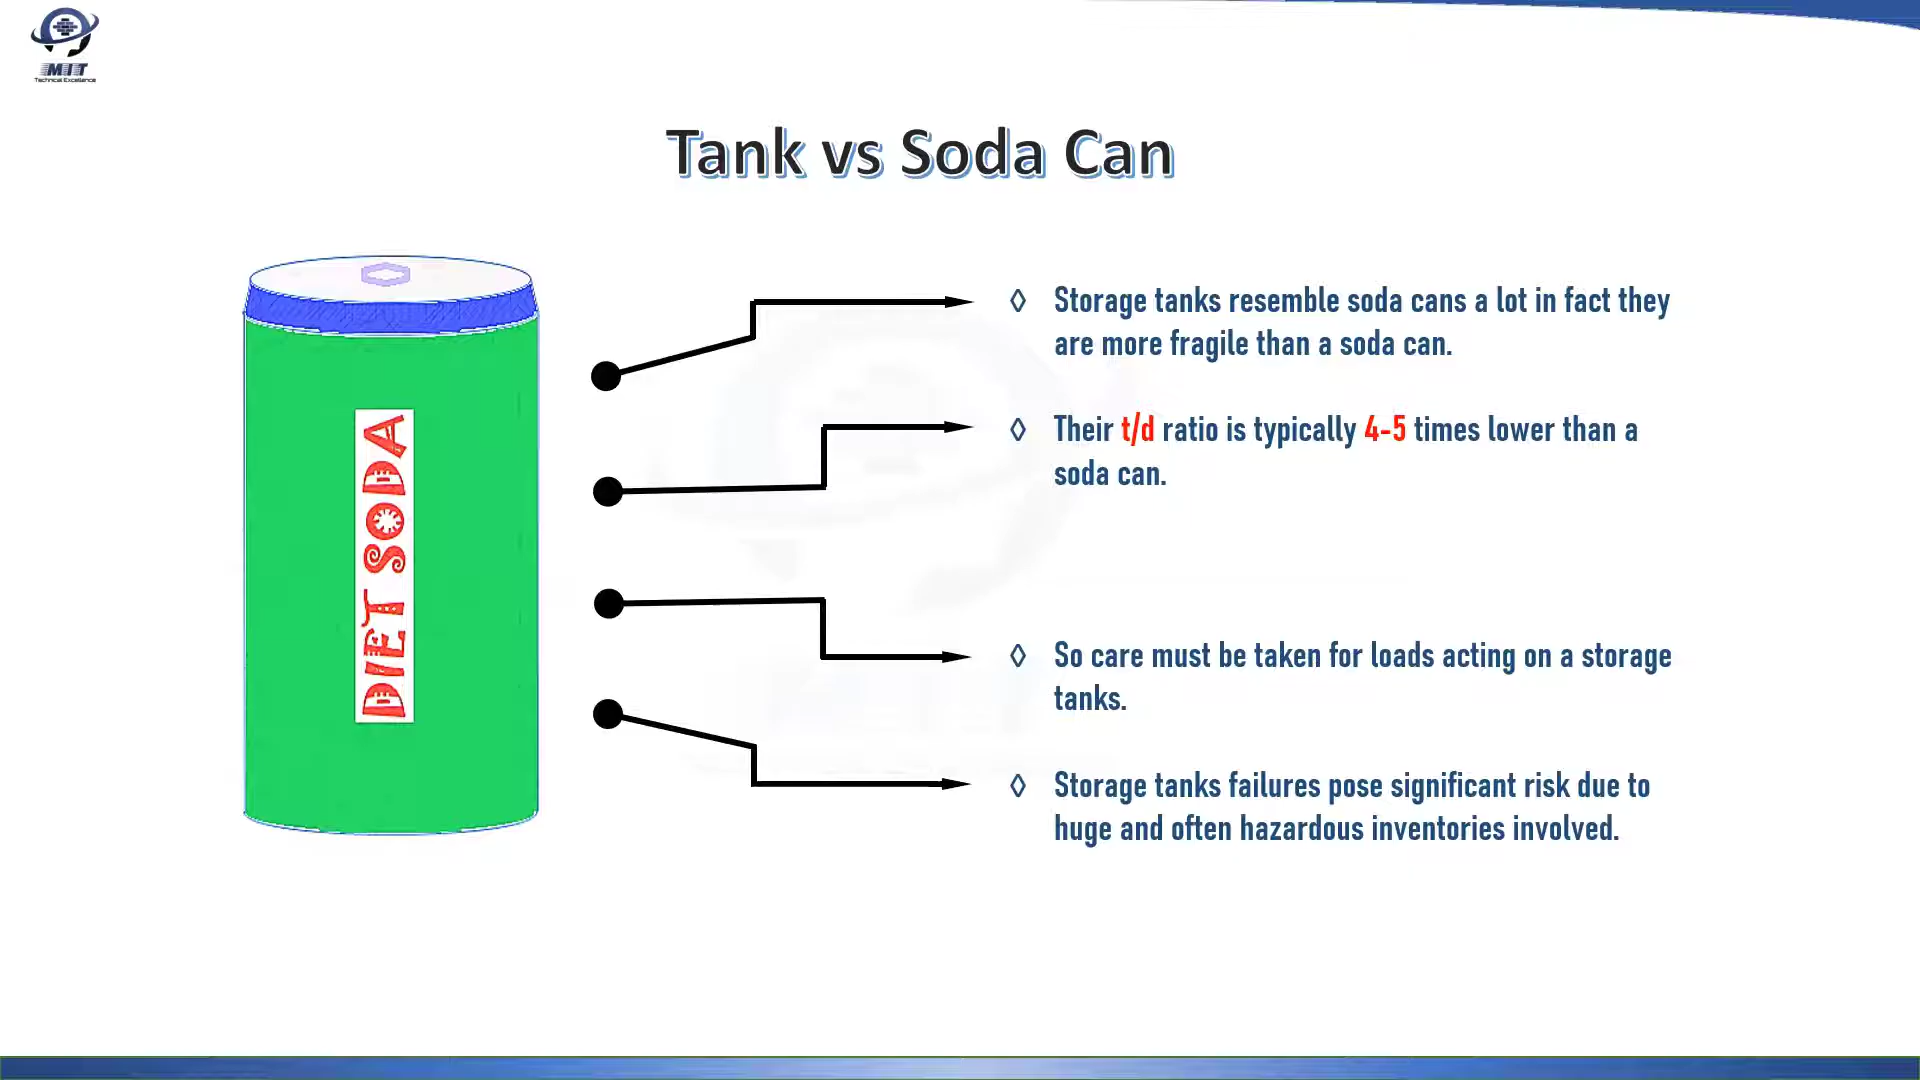 MIT
Technical Excellence
Tank vs Soda Can
DIET SODA
◊ Storage tanks resemble soda cans a lot in fact they
are more fragile than a soda can.
◊ Their t/d ratio is typically 4-5 times lower than a
soda can.
◊ So care must be taken for loads acting on a storage
tanks.
◊ Storage tanks failures pose significant risk due to
huge and often hazardous inventories involved.